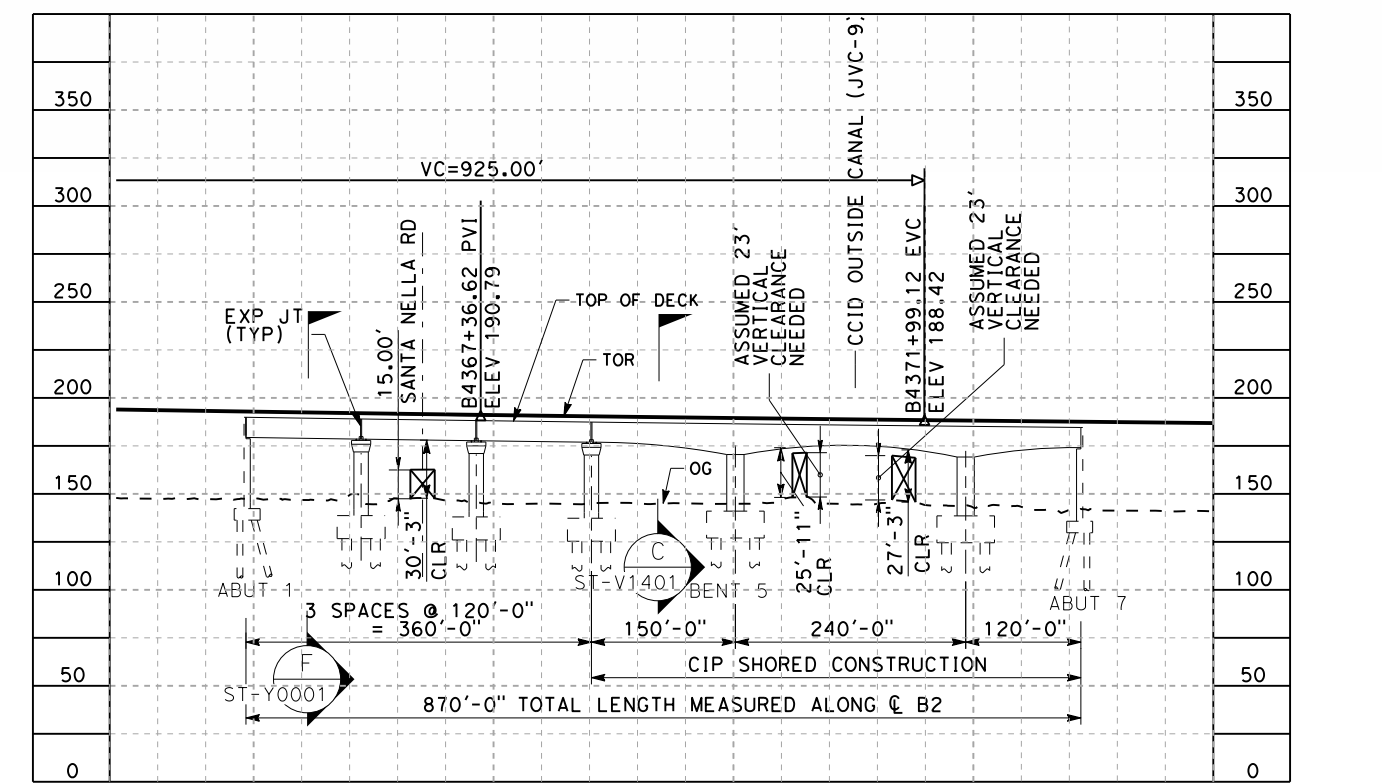 350
300
250
200
150
100
50
0
350
300
250
200
150
100
50
0
VC=925.00'
CCID OUTSIDE CANAL (JVC-9)
SANTA NELLA RD
15.00'
B4367+36.62 PVI
ELEV 190.79
EXP JT
(TYP)
TOP OF DECK
TOR
ASSUMED 23'
VERTICAL
CLEARANCE
NEEDED
B4371+99.12 EVC
ELEV 188.42
ASSUMED 23'
VERTICAL
CLEARANCE
NEEDED
OG
30'-3"
CLR
25'-11"
CLR
27'-3"
CLR
C
ST-V1401
ABUT 1
BENT 5
ABUT 7
3 SPACES @ 120'-0"
= 360'-0"
150'-0"
240'-0"
120'-0"
CIP SHORED CONSTRUCTION
F
ST-Y0001
870'-0" TOTAL LENGTH MEASURED ALONG ℄ B2